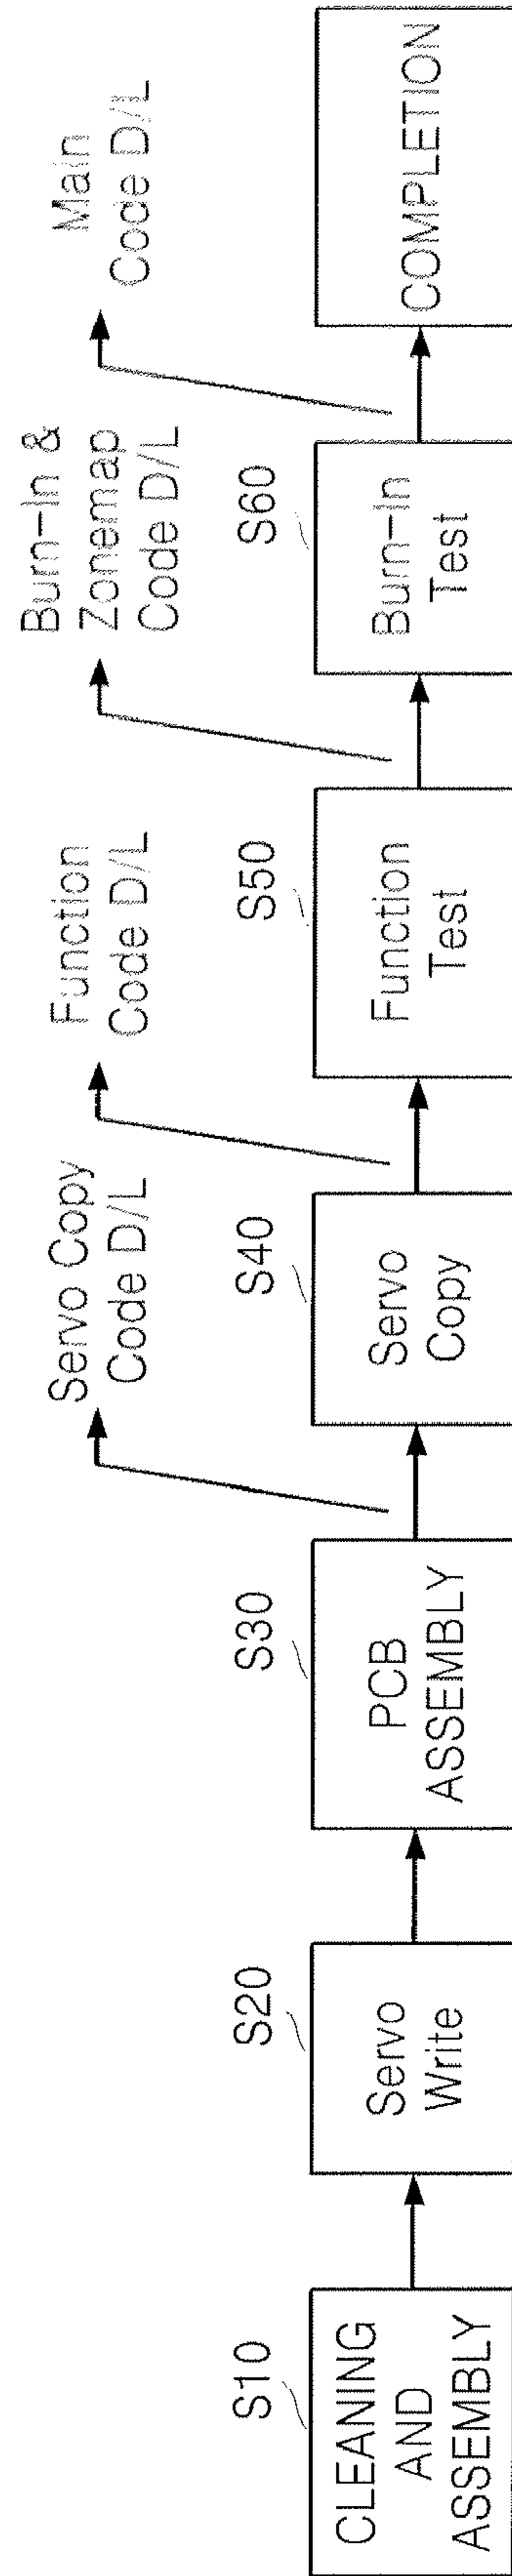 Servo Copy
Code D/L
Function
Code D/L
Burn-In &
Zonemap
Code D/L
Main
Code D/L
S10
CLEANING
AND
ASSEMBLY
S20
Servo
Write
S30
PCB
ASSEMBLY
S40
Servo
Copy
S50
Function
Test
S60
Burn-In
Test
COMPLETION